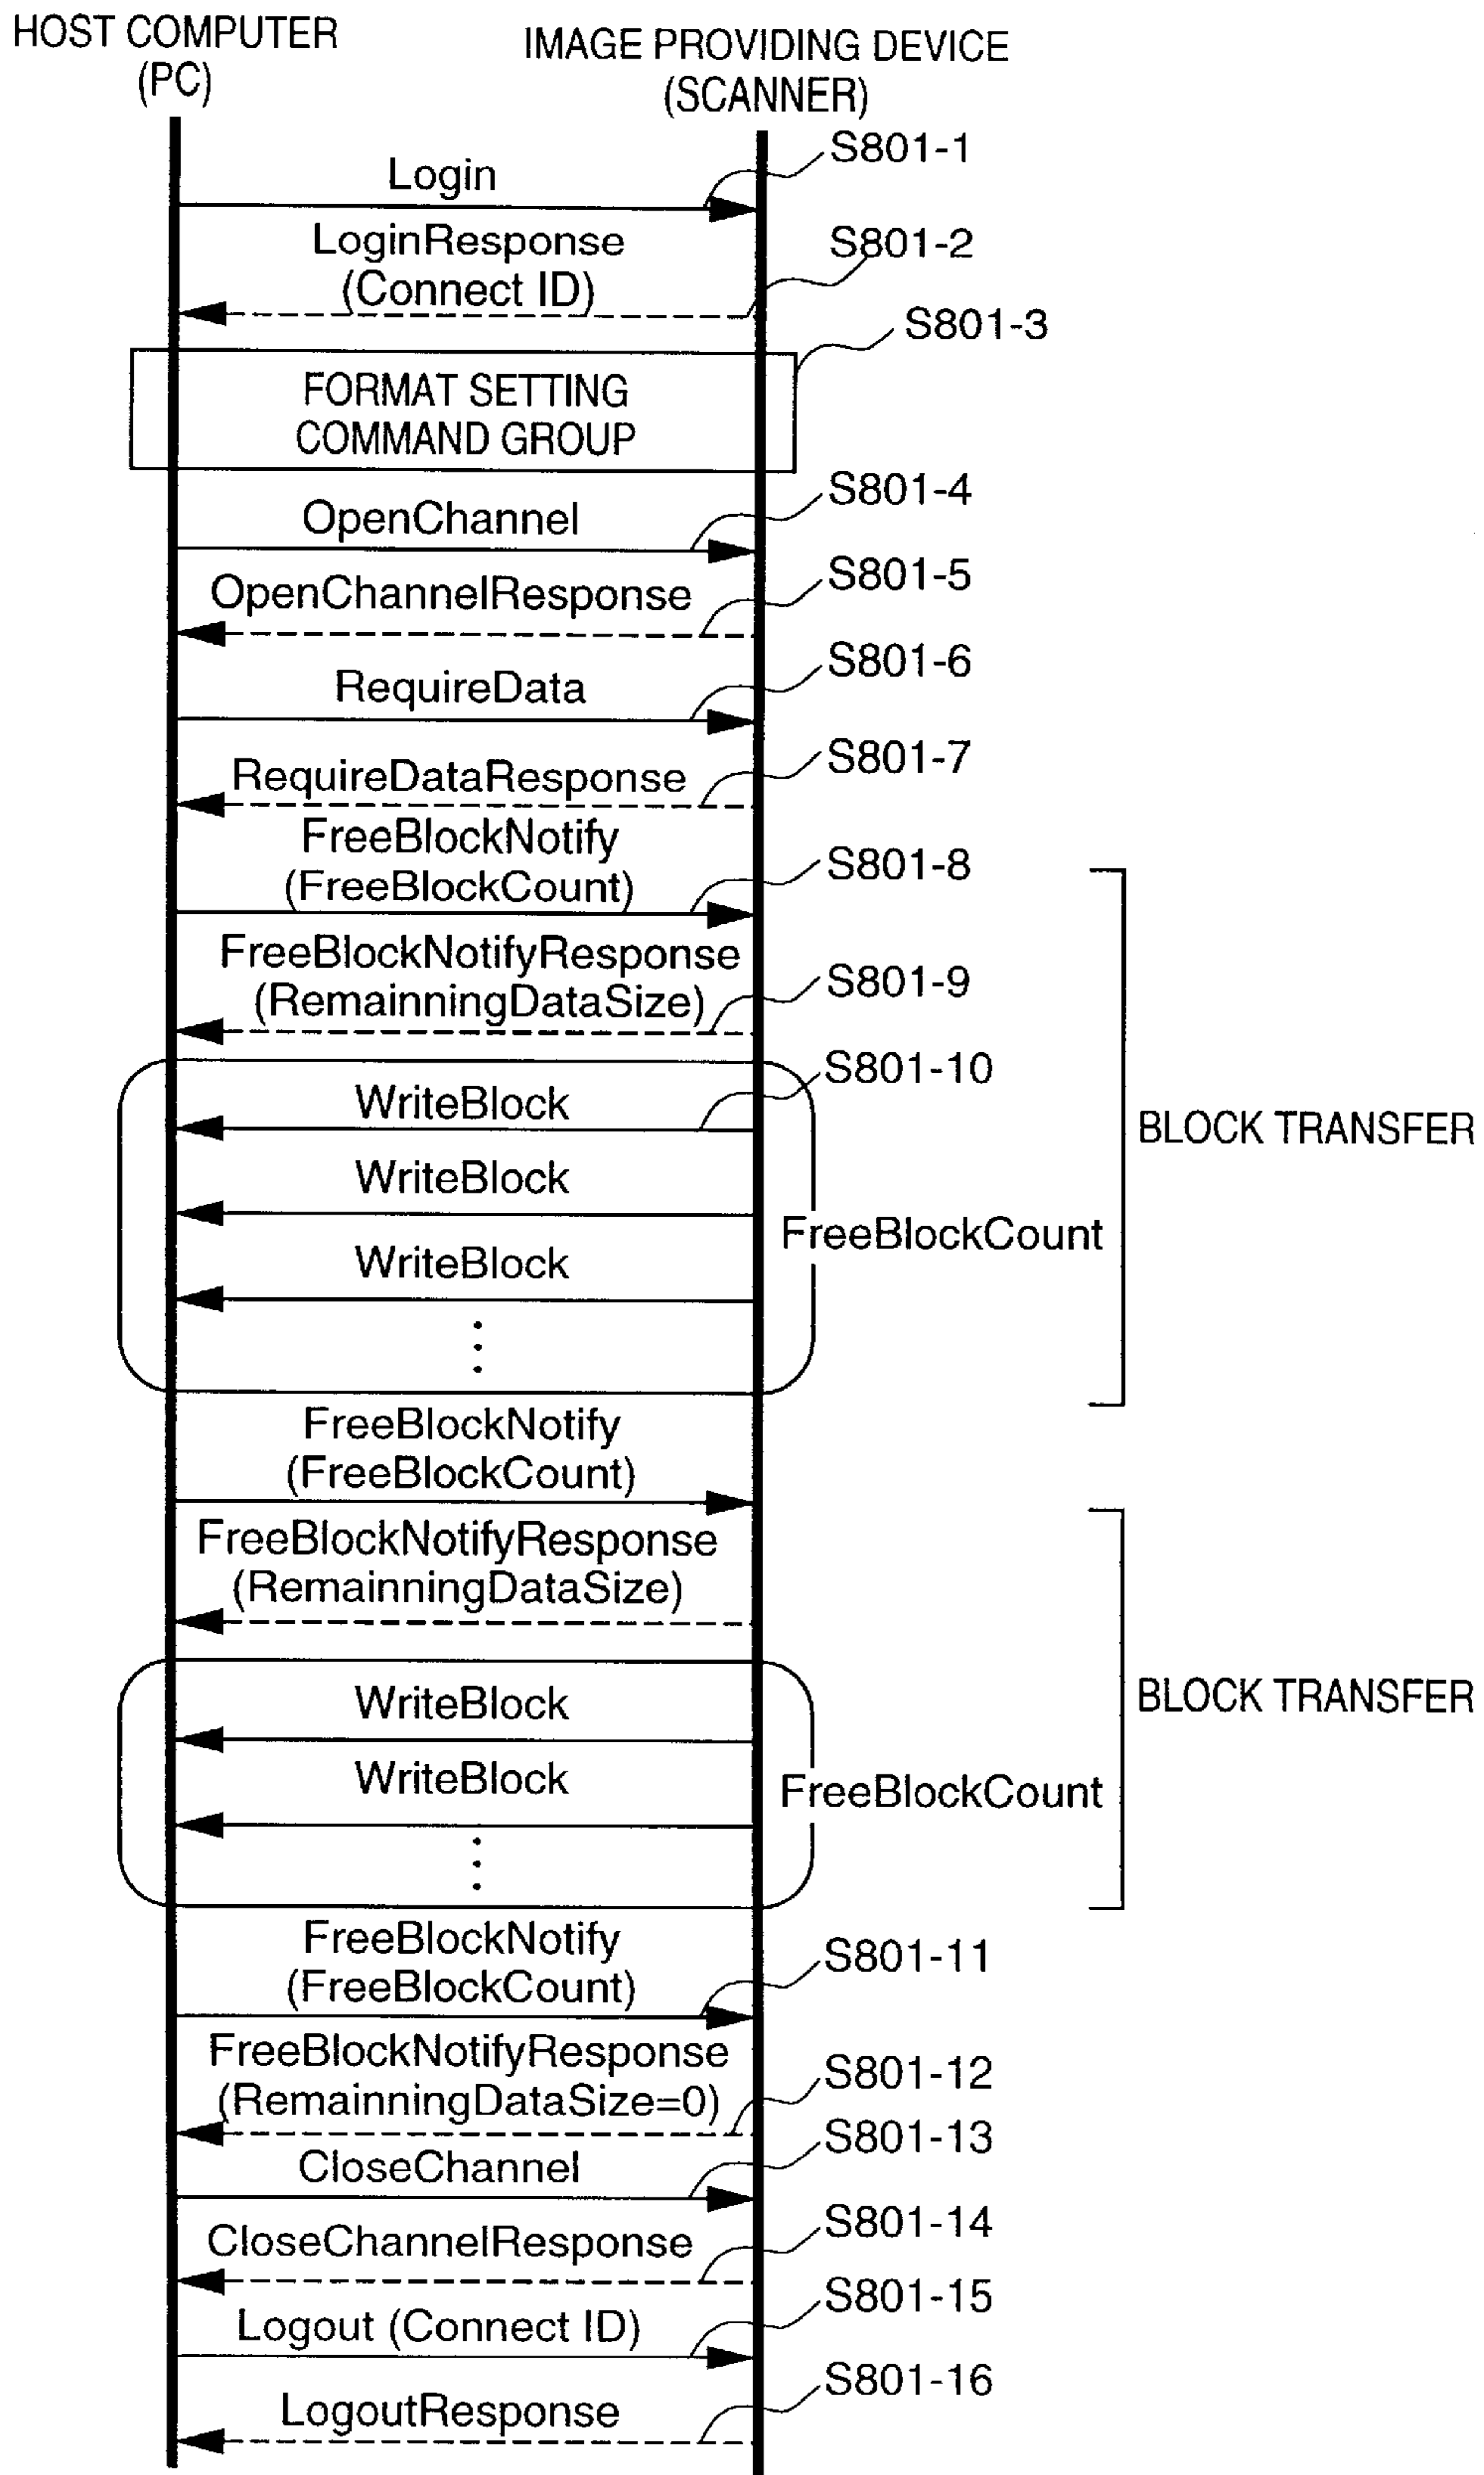 HOST COMPUTER
(PC)
IMAGE PROVIDING DEVICE
(SCANNER)
S801-1
Login
LoginResponse
(Connect ID)
S801-2
S801-3
FORMAT SETTING
COMMAND GROUP
S801-4
OpenChannel
S801-5
OpenChannelResponse
S801-6
RequireData
S801-7
RequireDataResponse
FreeBlockNotify
(FreeBlockCount)
S801-8
FreeBlockNotifyResponse
(RemainningDataSize)
S801-9
S801-10
WriteBlock
WriteBlock
WriteBlock
FreeBlockCount
BLOCK TRANSFER
FreeBlockNotify
(FreeBlockCount)
FreeBlockNotifyResponse
(RemainningDataSize)
WriteBlock
WriteBlock
FreeBlockCount
BLOCK TRANSFER
FreeBlockNotify
(FreeBlockCount)
S801-11
FreeBlockNotifyResponse
(RemainningDataSize=0)
S801-12
S801-13
CloseChannel
S801-14
CloseChannelResponse
S801-15
Logout (Connect ID)
S801-16
LogoutResponse